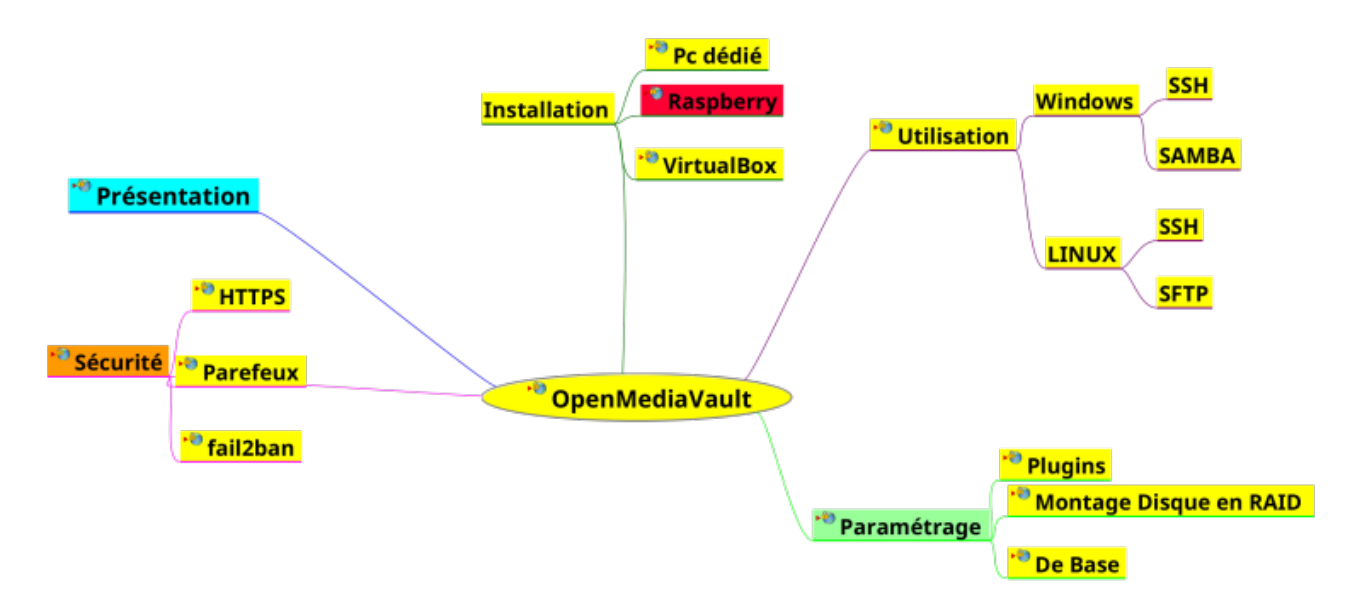 Pc dédié
Installation
Raspberry
VirtualBox
Utilisation
Windows
SSH
SAMBA
LINUX
SSH
SFTP
Présentation
HTTPS
Sécurité
Parefeux
fail2ban
OpenMediaVault
Plugins
Montage Disque en RAID
Paramétrage
De Base